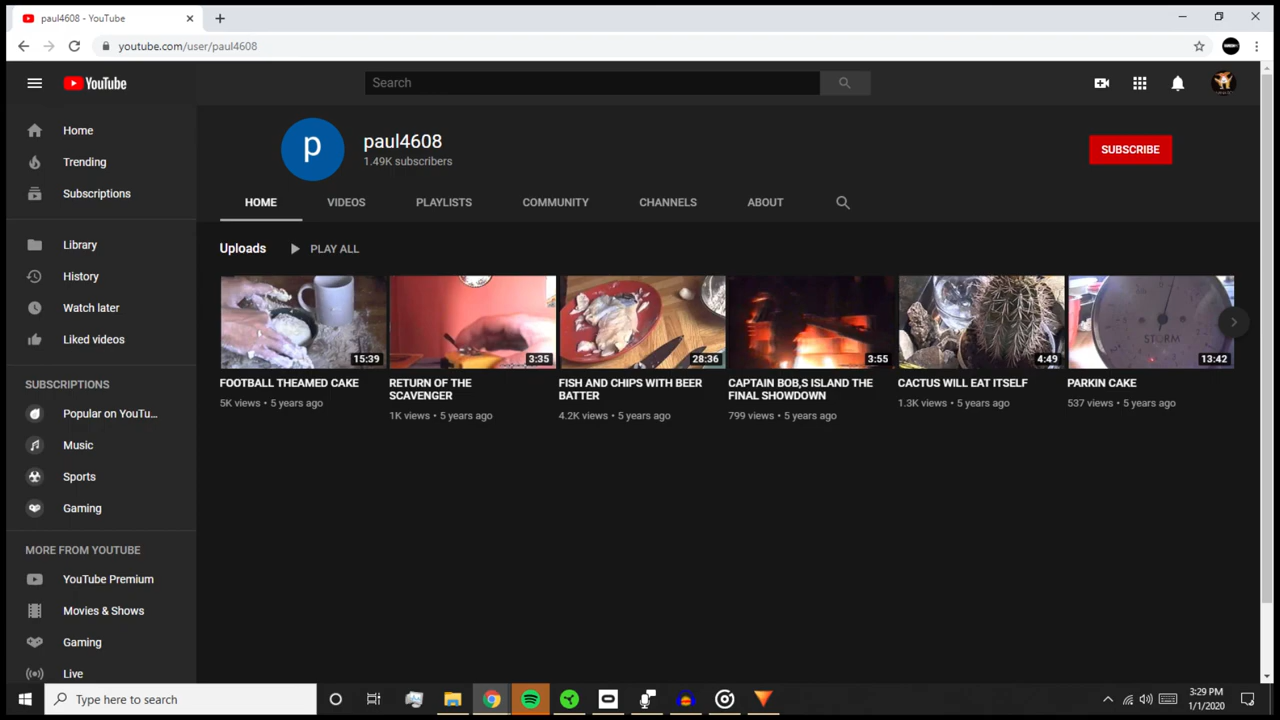 paul4608 - YouTube
youtube.com/user/paul4608
YouTube
Search
Home
Trending
Subscriptions
Library
History
Watch later
Liked videos
SUBSCRIPTIONS
Popular on YouTu...
Music
Sports
Gaming
MORE FROM YOUTUBE
YouTube Premium
Movies & Shows
Gaming
Live
p
paul4608
1.49K subscribers
SUBSCRIBE
HOME VIDEOS PLAYLISTS COMMUNITY CHANNELS ABOUT
Uploads PLAY ALL
15:39
FOOTBALL THEAMED CAKE
5K views • 5 years ago
3:35
RETURN OF THE
SCAVENGER
1K views • 5 years ago
28:36
FISH AND CHIPS WITH BEER
BATTER
4.2K views • 5 years ago
3:55
CAPTAIN BOB,S ISLAND THE
FINAL SHOWDOWN
799 views • 5 years ago
4:49
CACTUS WILL EAT ITSELF
1.3K views • 5 years ago
STORM
13:42
PARKIN CAKE
537 views • 5 years ago
Type here to search
3:29 PM
1/1/2020